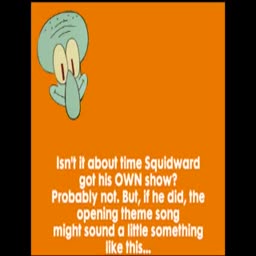 Isn't it about time Squidward
got his OWN show?
Probably not. But, if he did, the
opening theme song
might sound a little something
like this...